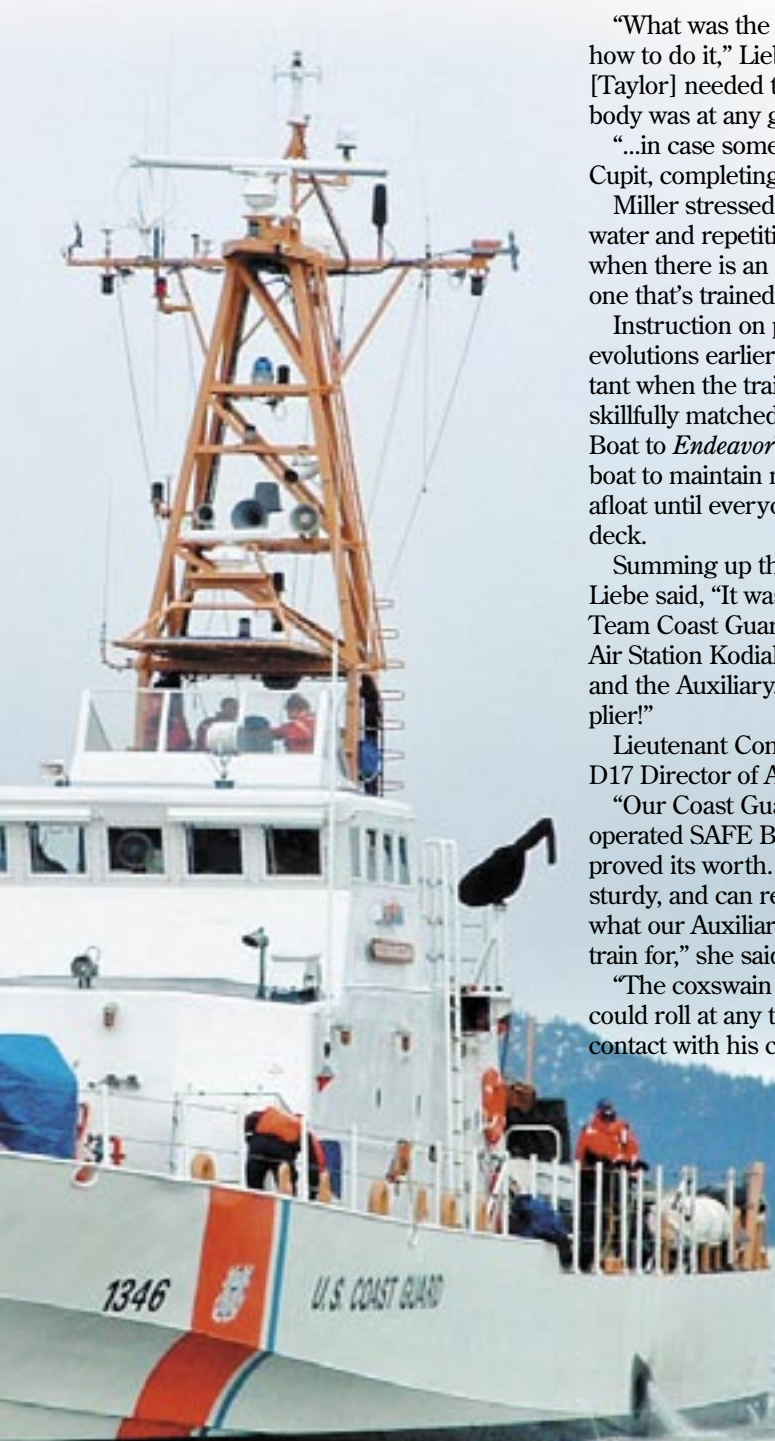 “What was the
how to do it,” Lieb
[Taylor] needed t
body was at any g
“...in case some
Cupit, completing
Miller stressed
water and repetiti
when there is an
one that's trained
Instruction on p
evolutions earlier
tant when the trai
skillfully matched
Boat to Endeavor
boat to maintain r
afloat until everyo
deck.
Summing up th
Liebe said, “It was
Team Coast Guar
Air Station Kodial
and the Auxiliary.
plier!”
Lieutenant Con
D17 Director of A
“Our Coast Gua
operated SAFE B
proved its worth.
sturdy, and can re
what our Auxiliar
train for,” she said
“The coxswain
could roll at any t
contact with his c
1346
U.S. COAST GUARD